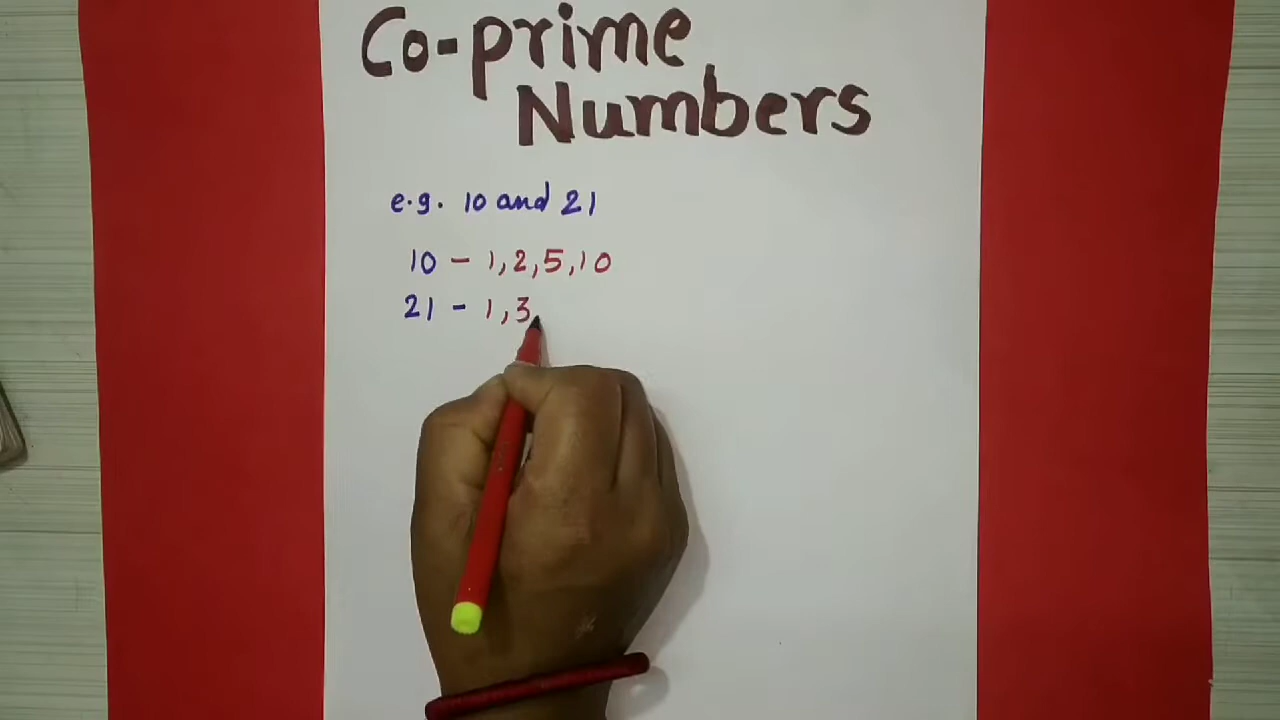 Co-prime
Numbers
e.g. 10 and 21
10 - 1,2,5,10
21 - 1,3